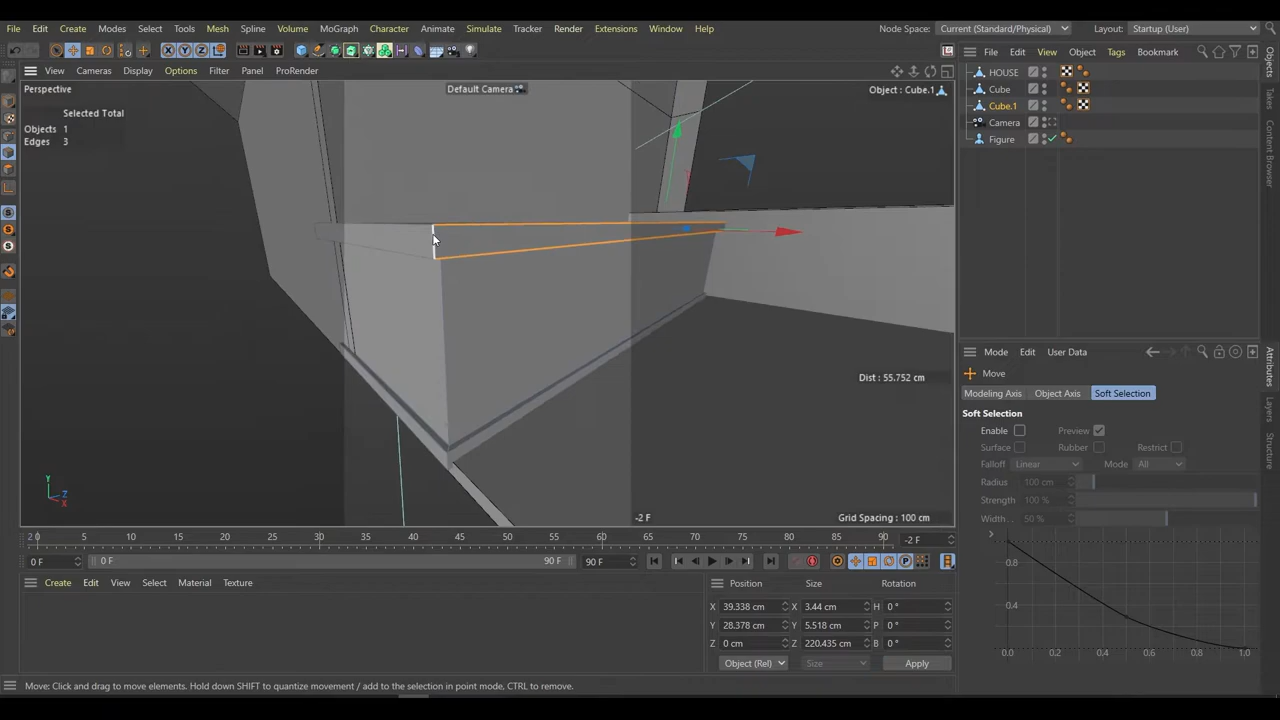 File Edit Create Modes Select Tools Mesh Spline Volume MoGraph Character Animate Simulate Tracker Render Extensions Window Help Node Space: Current (Standard/Physical) Layout: Startup (User)
File Edit View Object Tags Bookmark
View Cameras Display Options Filter Panel ProRender
HOUSE
Perspective Default Camera Object : Cube.1
Cube
Cube.1
Camera
Figure
Selected Total
Objects 1
Edges 3
Objects
Takes
Content Browser
Mode Edit User Data
Move
Dist : 55.752 cm
Modeling Axis Object Axis Soft Selection
Soft Selection
Enable Preview
Surface Rubber Restrict
Falloff Linear Mode All
Radius 100 cm
Strength 100 %
Width . . 50 %
Attributes
Layers
Structure
Y
Z
X
-2 F Grid Spacing : 100 cm
2 0 5 10 15 20 25 30 35 40 45 50 55 60 65 70 75 80 85 90 -2 F
0 F 0 F 90 F 90 F
0.8
0.4
0.0 0.2 0.4 0.6 0.8 1.0
Create Edit View Select Material Texture
Position Size Rotation
X 39.338 cm X 3.44 cm H 0 °
Y 28.378 cm Y 5.518 cm P 0 °
Z 0 cm Z 220.435 cm B 0 °
Object (Rel) Size Apply
Move: Click and drag to move elements. Hold down SHIFT to quantize movement / add to the selection in point mode, CTRL to remove.